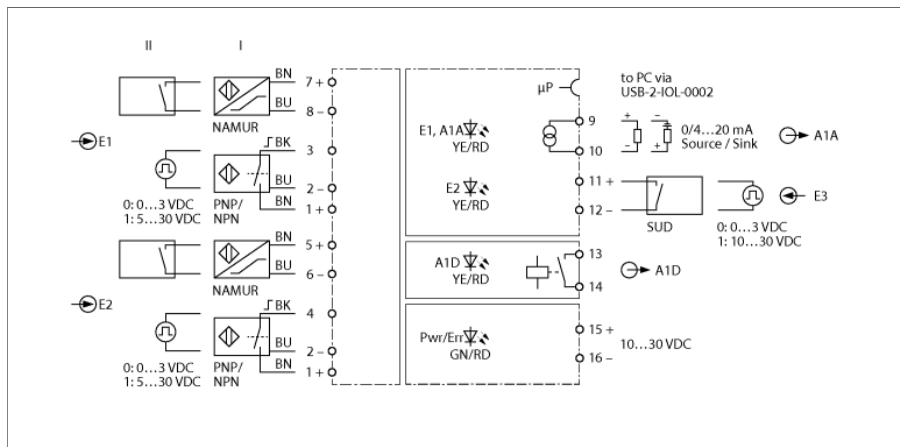 II I
BN 7 +
BU 8 –
NAMUR
E1
BK 3
BU 2 –
BN 1 +
0: 0…3 VDC
1: 5…30 VDC
PNP/
NPN
BN 5 +
BU 6 –
NAMUR
E2
BK 4
BU 2 –
BN 1 +
0: 0…3 VDC
1: 5…30 VDC
PNP/
NPN
µP
to PC via
USB-2-IOL-0002
E1, A1A
YE/RD
9
10
+ – – +
0/4…20 mA
Source / Sink
A1A
E2
YE/RD
11 +
12 –
SUD
0: 0…3 VDC
1: 10…30 VDC
E3
A1D
YE/RD
13
14
A1D
Pwr/Err
GN/RD
15 +
16 –
10…30 VDC